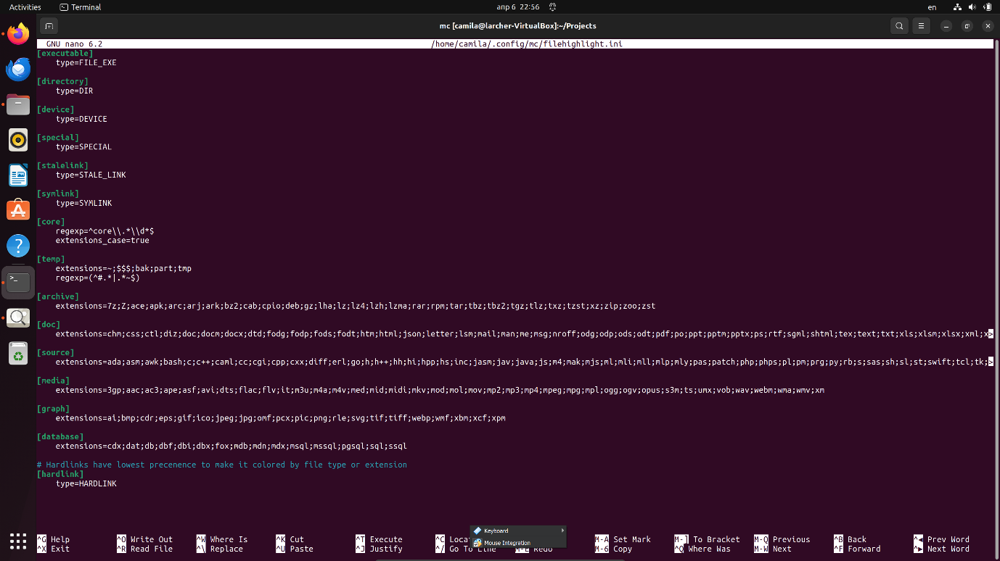 Activities Terminal апр 6 22:56 en
mc [camila@larcher-VirtualBox]:~/Projects
GNU nano 6.2 /home/camila/.config/mc/filehighlight.ini
[executable]
type=FILE_EXE
[directory]
type=DIR
[device]
type=DEVICE
[special]
type=SPECIAL
[stalelink]
type=STALE_LINK
[symlink]
type=SYMLINK
[core]
regexp=^core\\.*\\d*$
extensions_case=true
[temp]
extensions=~;$$$;bak;part;tmp
regexp=(^#.*|.*~$)
[archive]
extensions=7z;Z;ace;apk;arc;arj;ark;bz2;cab;cpio;deb;gz;lha;lz;lz4;lzh;lzma;rar;rpm;tar;tbz;tbz2;tgz;tlz;txz;tzst;xz;zip;zoo;zst
[doc]
extensions=chm;css;ctl;diz;doc;docm;docx;dtd;fodg;fodp;fods;fodt;htm;html;json;letter;lsm;mail;man;me;msg;nroff;odg;odp;ods;odt;pdf;po;ppt;pptm;pptx;ps;rtf;sgml;shtml;tex;text;txt;xls;xlsm;xlsx;xml;x>
[source]
extensions=ada;asm;awk;bash;c;c++;caml;cc;cgi;cpp;cxx;diff;erl;go;h;h++;hh;hi;hpp;hs;inc;jasm;jav;java;js;m4;mak;mjs;ml;mli;mll;mlp;mly;pas;patch;php;phps;pl;pm;prg;py;rb;s;sas;sh;sl;st;swift;tcl;tk;>
[media]
extensions=3gp;aac;ac3;ape;asf;avi;dts;flac;flv;it;m3u;m4a;m4v;med;mid;midi;mkv;mod;mol;mov;mp2;mp3;mp4;mpeg;mpg;mpl;ogg;ogv;opus;s3m;ts;umx;vob;wav;webm;wma;wmv;xm
[graph]
extensions=ai;bmp;cdr;eps;gif;ico;jpeg;jpg;omf;pcx;pic;png;rle;svg;tif;tiff;webp;wmf;xbm;xcf;xpm
[database]
extensions=cdx;dat;db;dbf;dbi;dbx;fox;mdb;mdn;mdx;msql;mssql;pgsql;sql;ssql
# Hardlinks have lowest precenence to make it colored by file type or extension
[hardlink]
type=HARDLINK
Keyboard
Mouse Integration
^G Help ^O Write Out ^W Where Is ^K Cut ^T Execute ^C M-A Set Mark M-] To Bracket M-Q Previous ^B Back ^◀ Prev Word
^X Exit ^R Read File ^\ Replace ^U Paste ^J Justify ^/ Go To Line M-E Redo M-6 Copy ^Q Where Was M-W Next ^F Forward ^▶ Next Word